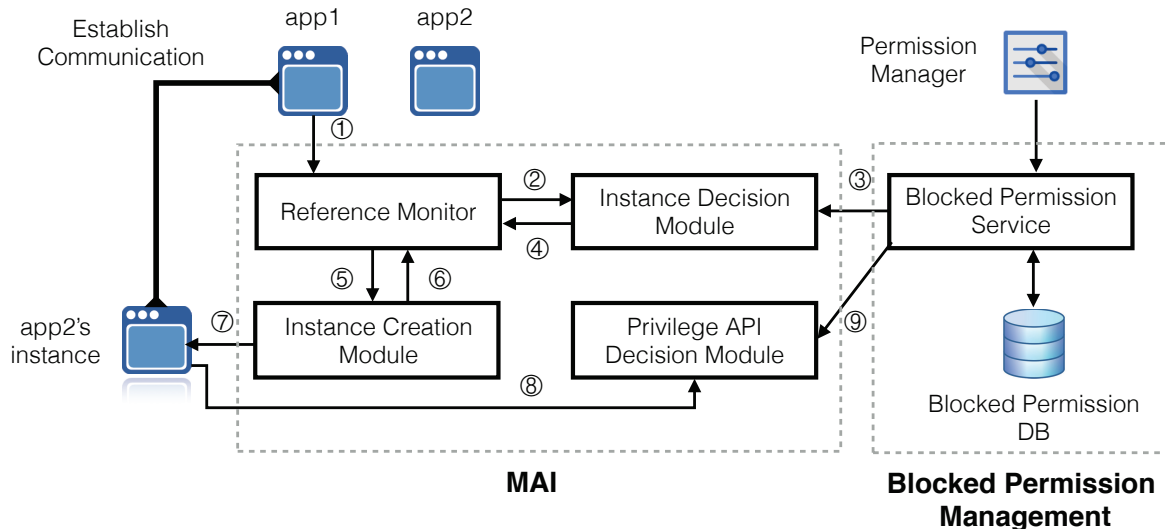 Establish
Communication
app1
app2
Permission
Manager
①
Reference Monitor
②
④
Instance Decision
Module
③
Blocked Permission
Service
⑤
⑥
app2's
instance
⑦
Instance Creation
Module
Privilege API
Decision Module
⑨
⑧
Blocked Permission
DB
MAI
Blocked Permission
Management